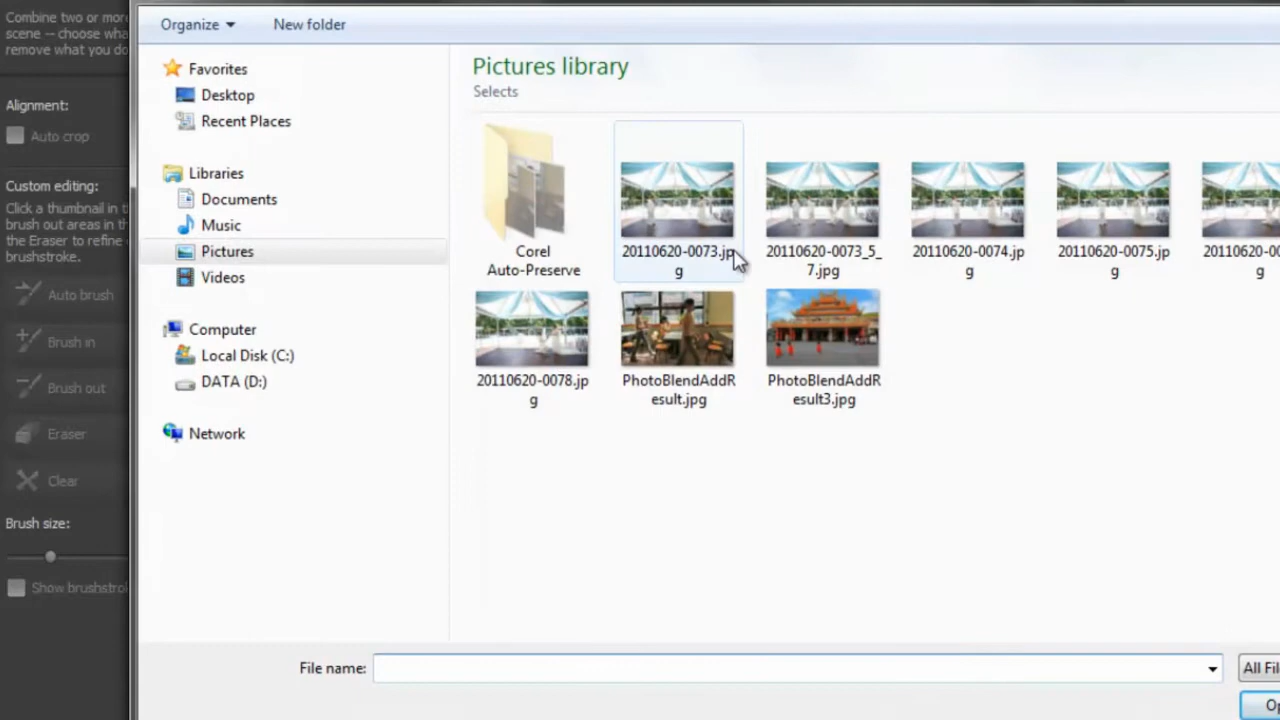 Combine two or more
scene -- choose wha
remove what you do
Alignment:
Auto crop
Custom editing:
Click a thumbnail in t
brush out areas in th
the Eraser to refine
brushstroke.
Auto brush
Brush in
Brush out
Eraser
Clear
Brush size:
Show brushstrok
Organize
New folder
Favorites
Desktop
Recent Places
Libraries
Documents
Music
Pictures
Videos
Computer
Local Disk (C:)
DATA (D:)
Network
Pictures library
Selects
Corel
Auto-Preserve
20110620-0073.jp
g
20110620-0073_5_
7.jpg
20110620-0074.jp
g
20110620-0075.jp
g
20110620-00
g
20110620-0078.jp
g
PhotoBlendAddR
esult.jpg
PhotoBlendAddR
esult3.jpg
File name:
All Fil
Op